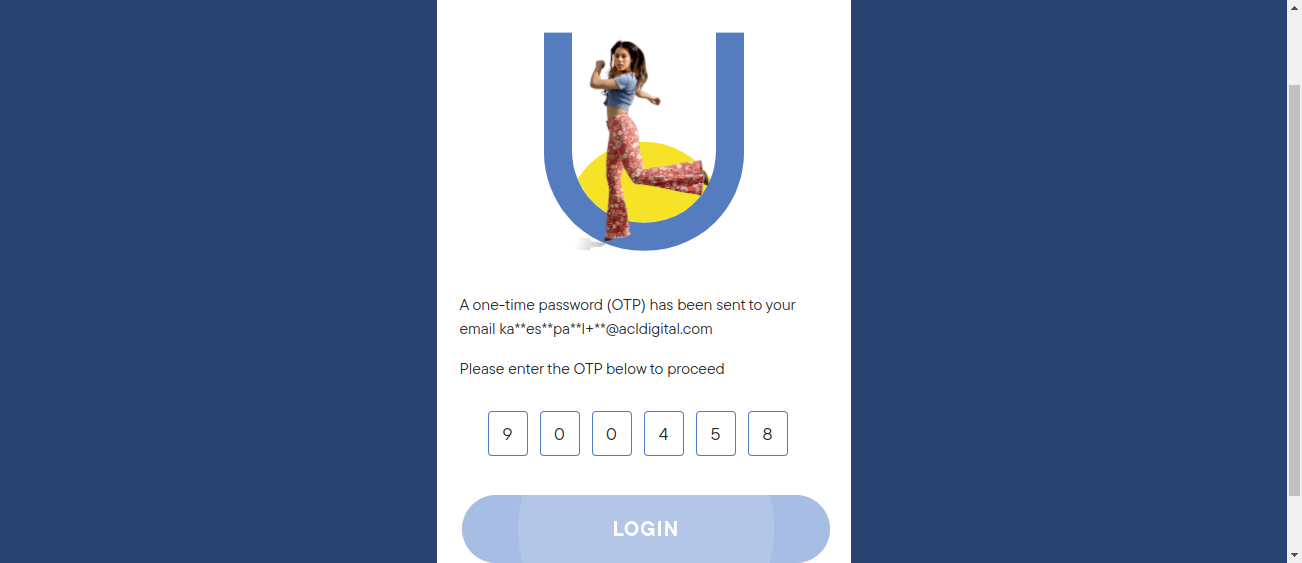 A one-time password (OTP) has been sent to your
email ka**es**pa**l+**@acldigital.com
Please enter the OTP below to proceed
9 0 0 4 5 8
LOGIN